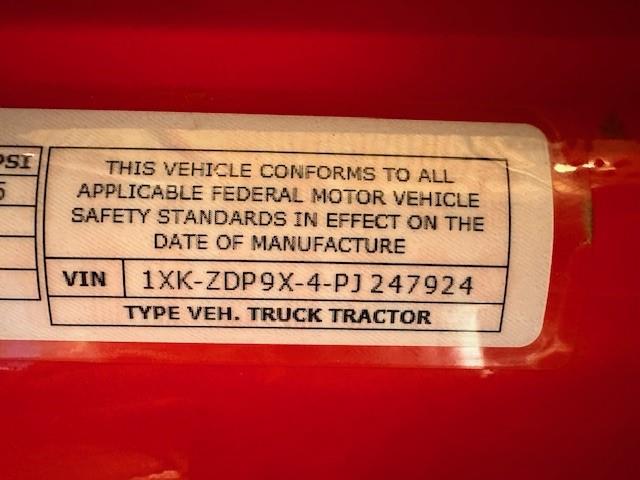 PSI
5
THIS VEHICLE CONFORMS TO ALL
APPLICABLE FEDERAL MOTOR VEHICLE
SAFETY STANDARDS IN EFFECT ON THE
DATE OF MANUFACTURE
VIN 1XK-ZDP9X-4-PJ247924
TYPE VEH. TRUCK TRACTOR